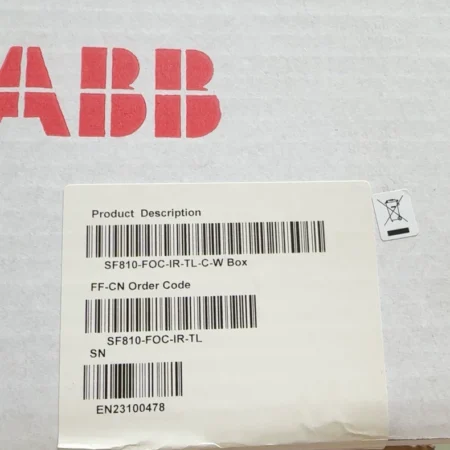 ABB
Product Description
SF810-FOC-IR-TL-C-W Box
FF-CN Order Code
SF810-FOC-IR-TL
SN
EN23100478